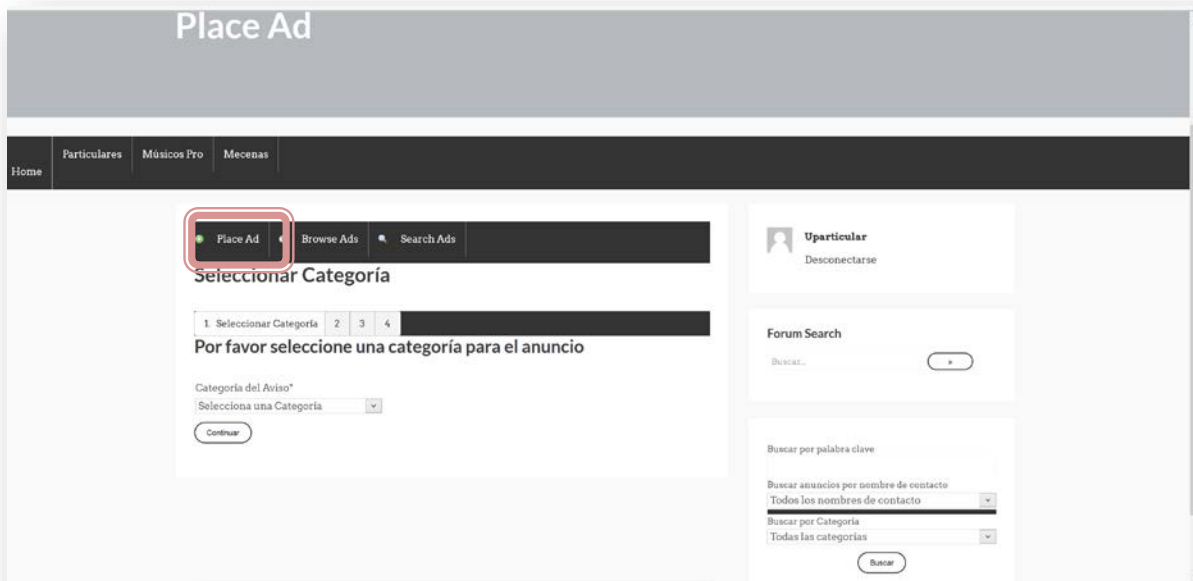 Place Ad
Home
Particulares
Músicos Pro
Mecenas
Place Ad
Browse Ads
Search Ads
Seleccionar Categoría
1. Seleccionar Categoría 2 3 4
Por favor seleccione una categoría para el anuncio
Categoría del Aviso*
Selecciona una Categoría
Continuar
Uparticular
Desconectarse
Forum Search
Buscar...
»
Buscar por palabra clave
Buscar anuncios por nombre de contacto
Todos los nombres de contacto
Buscar por Categoría
Todas las categorías
Buscar